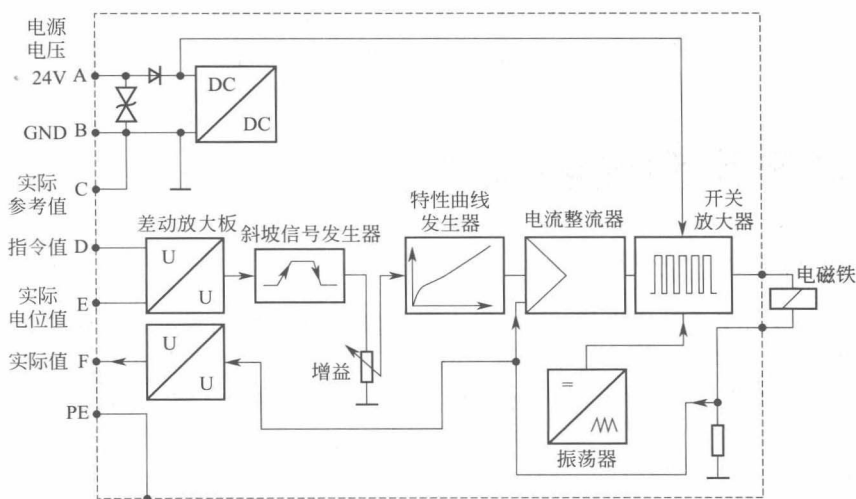 电源
电压
24V A
DC
DC
GND B
实际
参考值
C
差动放大板
斜坡信号发生器
特性曲线
发生器
电流整流器
开关
放大器
指令值 D
U
U
电磁铁
实际
电位值
E
实际值 F
U
U
增益
=
振荡器
PE